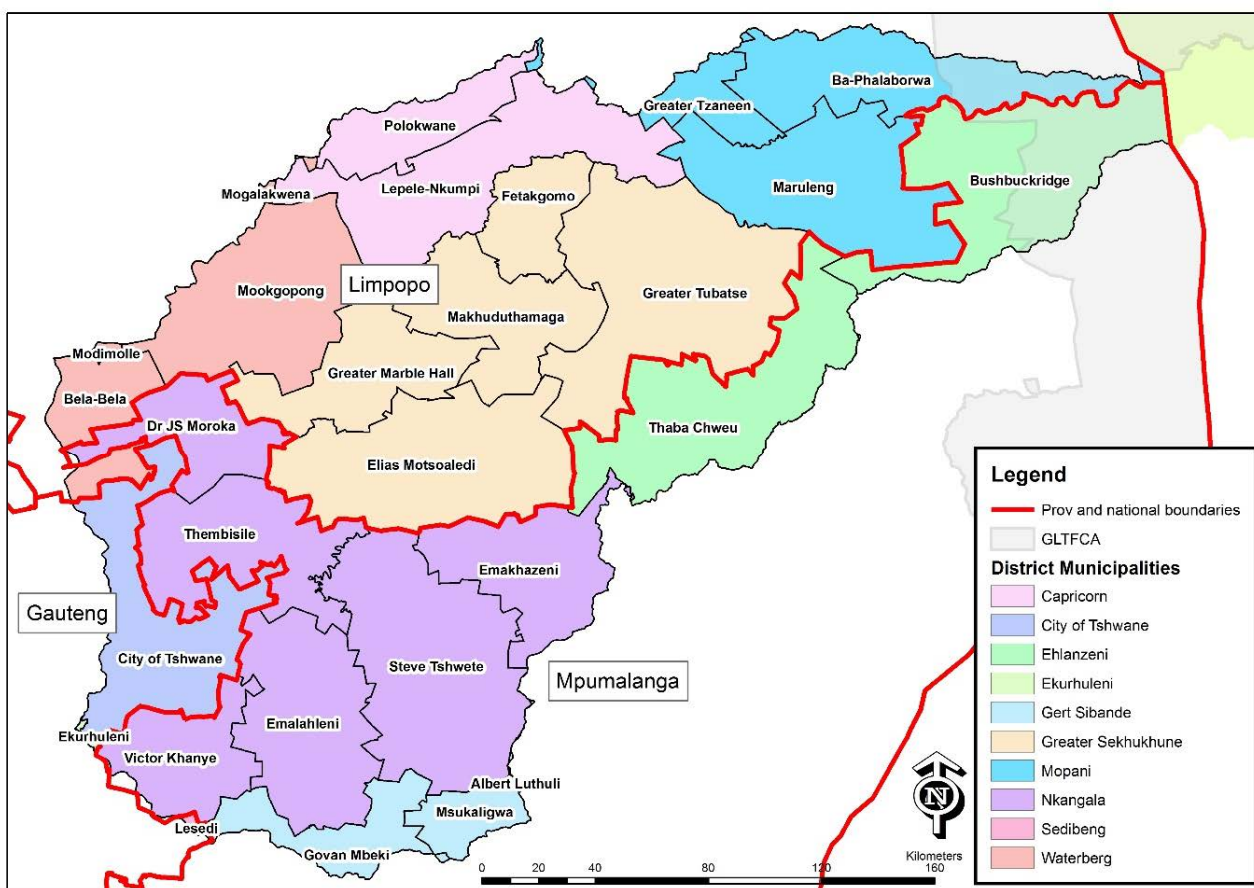 Ba-Phalaborwa
Greater Tzaneen
Polokwane
Bushbuckridge
Maruleng
Lepele-Nkumpi
Fetakgomo
Mogalakwena
Limpopo
Mookgopong
Greater Tubatse
Makhuduthamaga
Modimolle
Greater Marble Hall
Bela-Bela
Dr JS Moroka
Thaba Chweu
Elias Motsoaledi
Thembisile
Emakhazeni
Gauteng
City of Tshwane
Steve Tshwete
Mpumalanga
Emalahleni
Ekurhuleni
Victor Khanye
Albert Luthuli
Msukaligwa
Lesedi
Govan Mbeki
Legend
Prov and national boundaries
GLTFCA
District Municipalities
Capricorn
City of Tshwane
Ehlanzeni
Ekurhuleni
Gert Sibande
Greater Sekhukhune
Mopani
Nkangala
Sedibeng
Waterberg
N
Kilometers
0 20 40 80 120 160